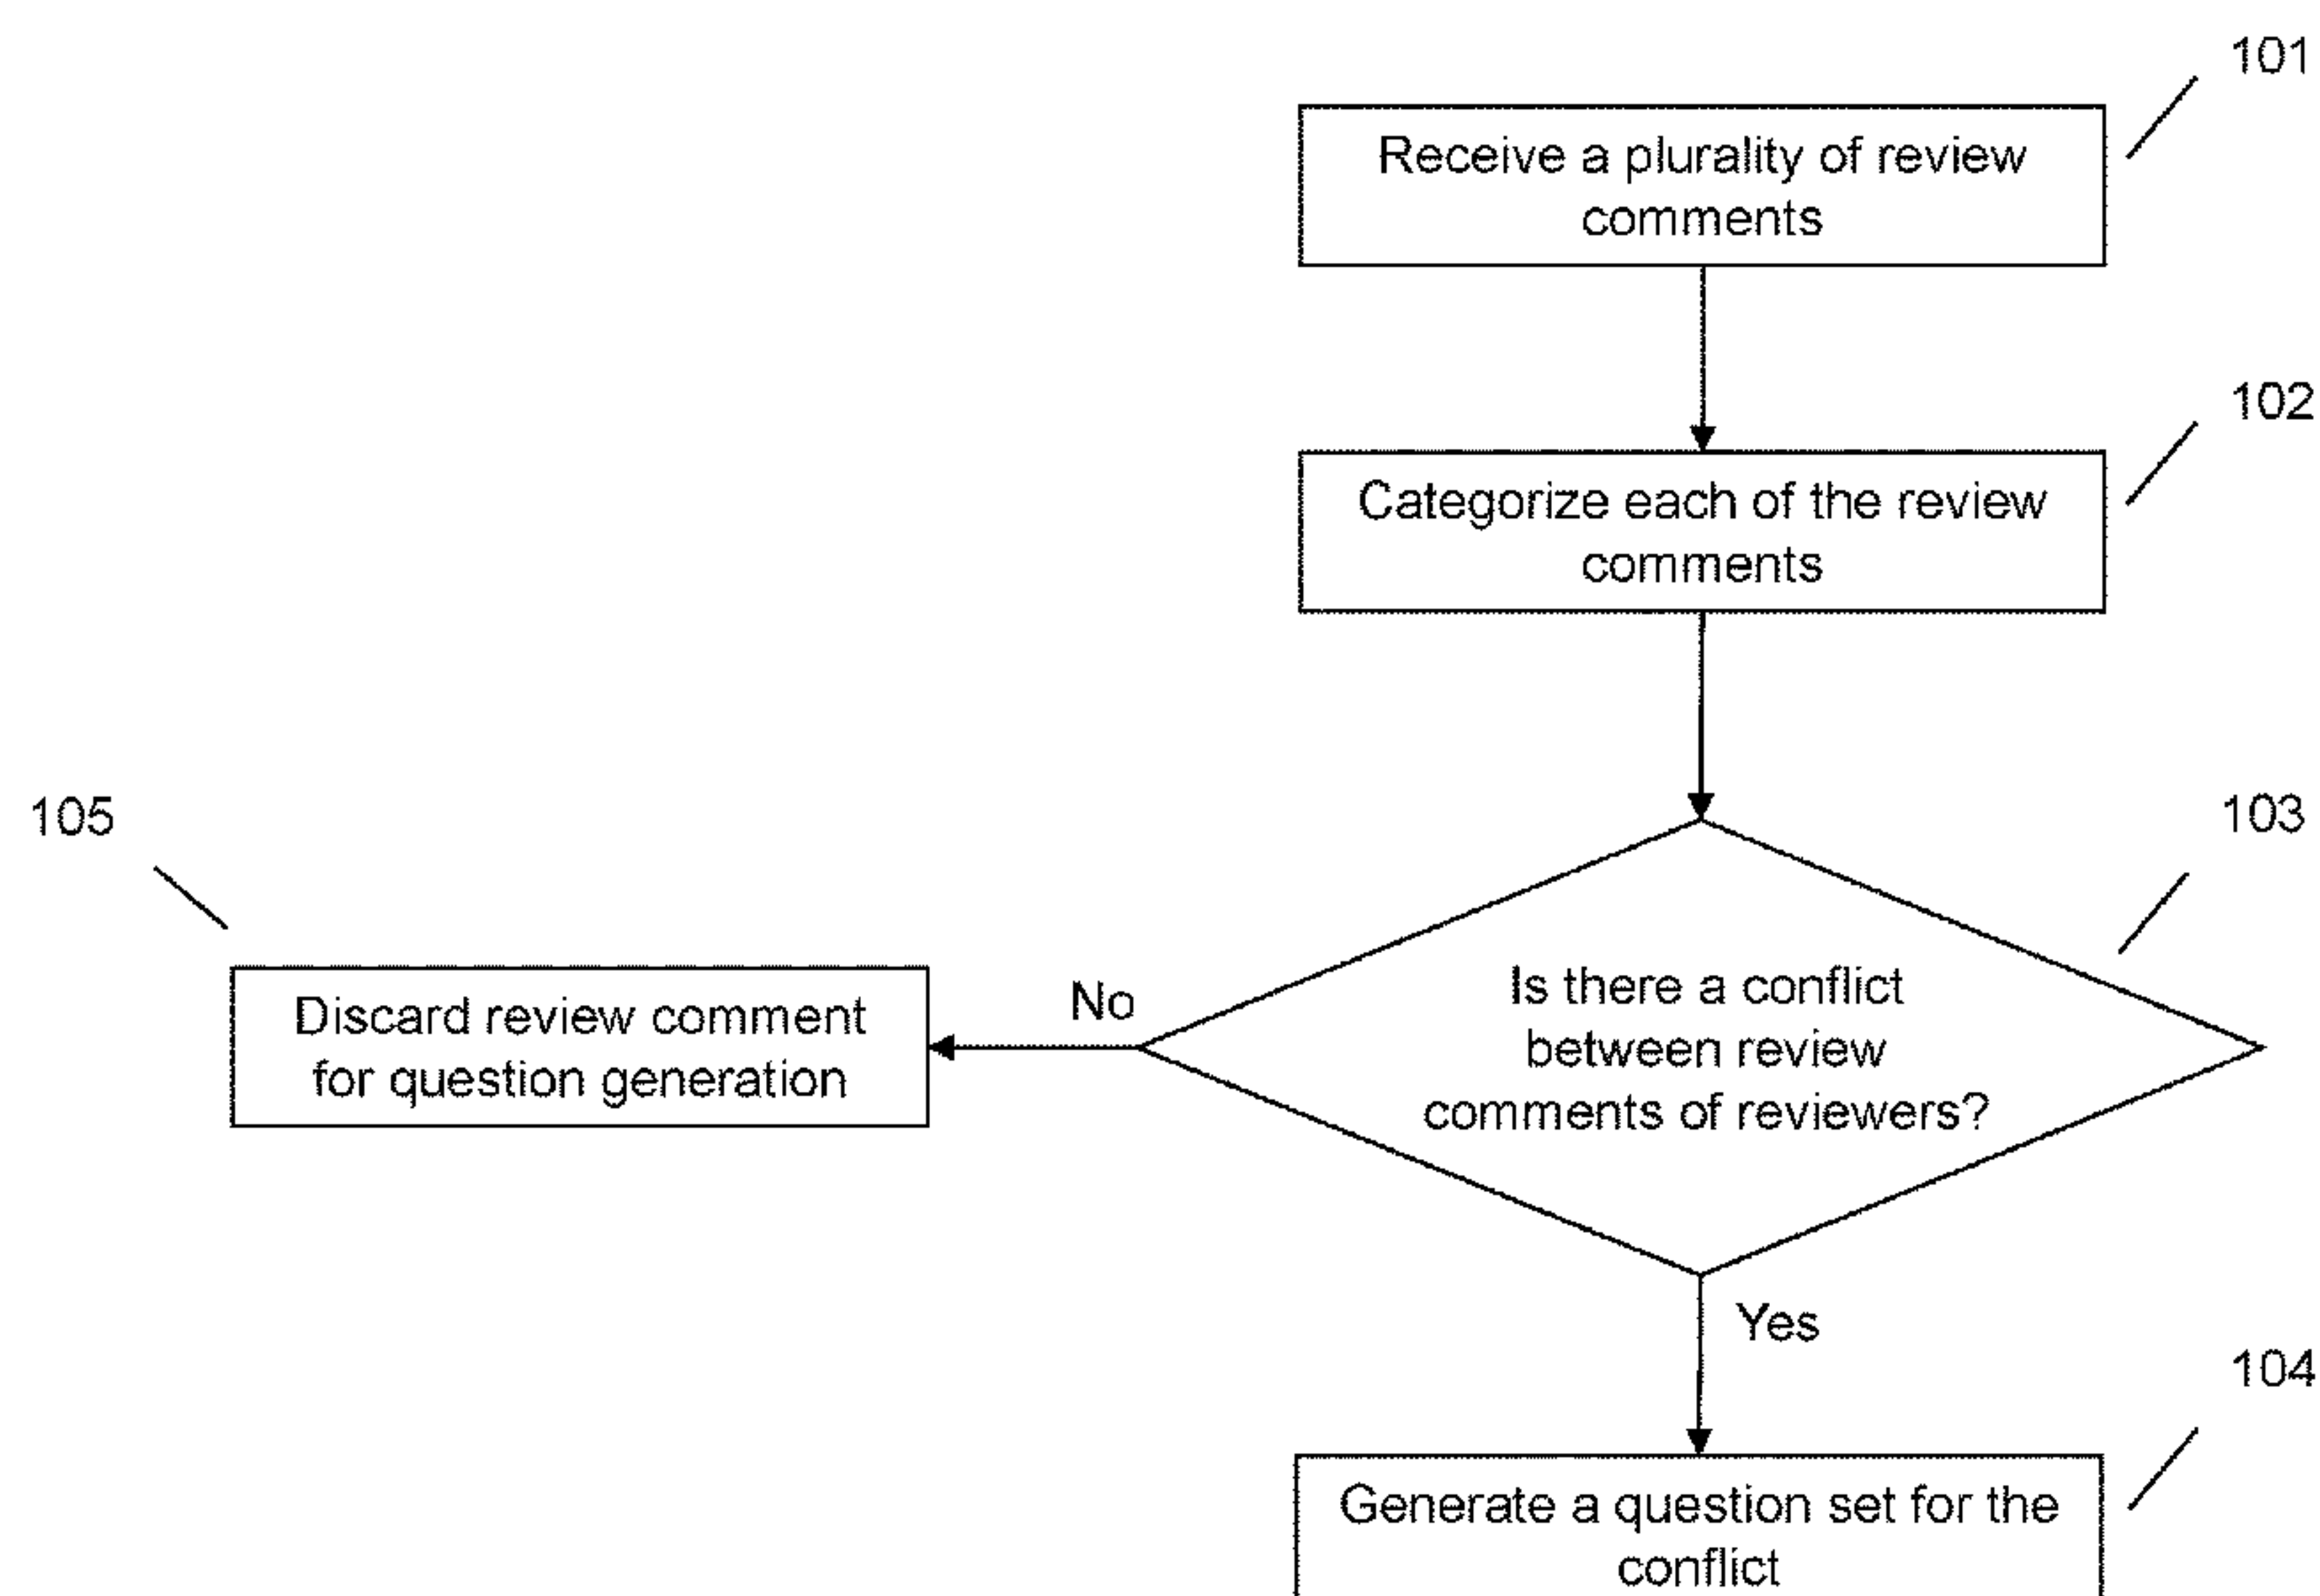 101
Receive a plurality of review
comments
102
Categorize each of the review
comments
105
103
Discard review comment
for question generation
No
Is there a conflict
between review
comments of reviewers?
Yes
104
Generate a question set for the
conflict